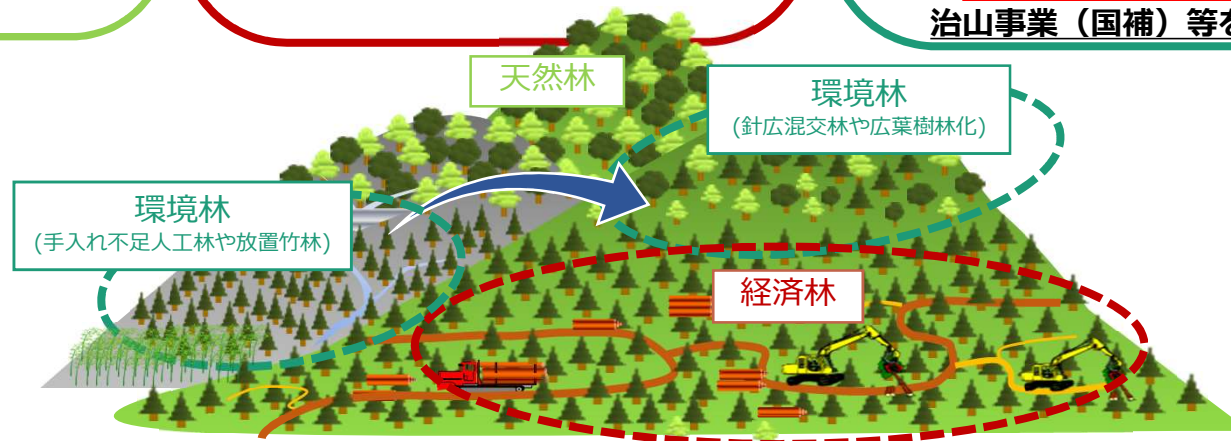 治山事業（国補）等を
天然林
環境林
(針広混交林や広葉樹林化)
環境林
(手入れ不足人工林や放置竹林)
経済林